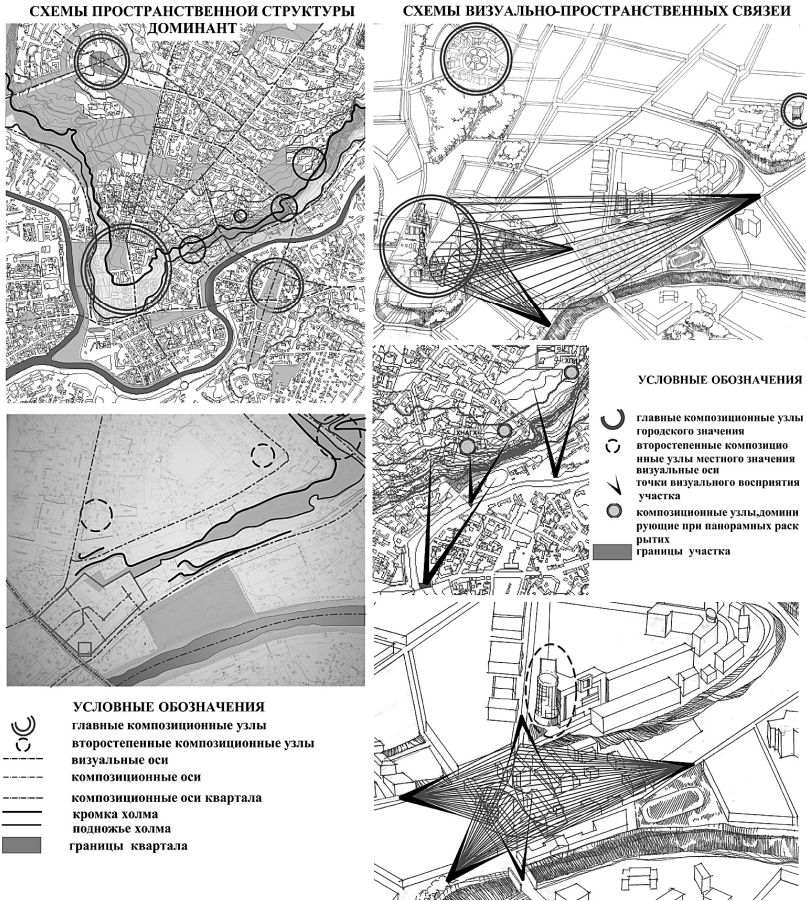 СХЕМЫ ПРОСТРАНСТВЕННОЙ СТРУКТУРЫ
ДОМИНАНТ
УСЛОВНЫЕ ОБОЗНАЧЕНИЯ
главные композиционные узлы
второстепенные композиционные узлы
визуальные оси
композиционные оси
композиционные оси квартала
кромка холма
подножье холма
границы квартала
СХЕМЫ ВИЗУАЛЬНО-ПРОСТРАНСТВЕННЫХ СВЯЗЕИ
ХНАГХ
УСЛОВНЫЕ ОБОЗНАЧЕНИЯ
главные композиционные узлы
городского значения
второстепенные композицио
нные узлы местного значения
визуальные оси
точки визуального восприятия
участка
композиционные узлы,домини
рующие при панорамных раск
рытих
границы участка